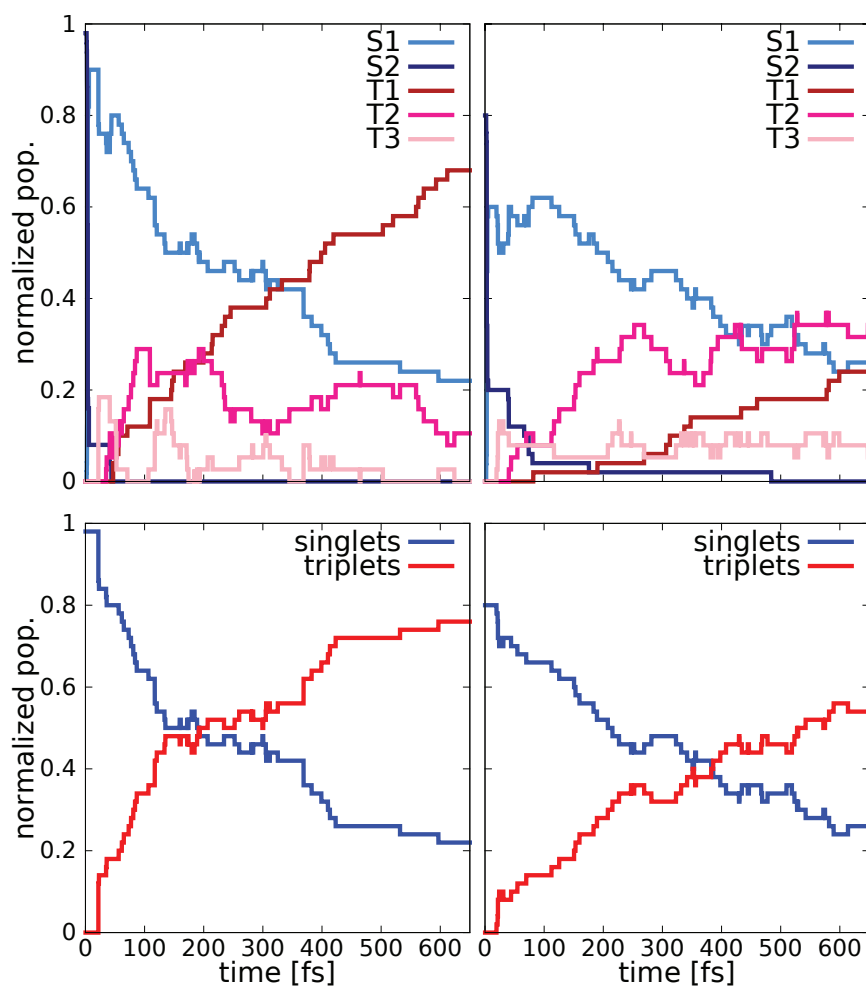 1
0.8
0.6
0.4
0.2
0
normalized pop.
S1
S2
T1
T2
T3
S1
S2
T1
T2
T3
1
0.8
0.6
0.4
0.2
0
normalized pop.
singlets
triplets
singlets
triplets
0 100 200 300 400 500 600
time [fs]
0 100 200 300 400 500 600
time [fs]